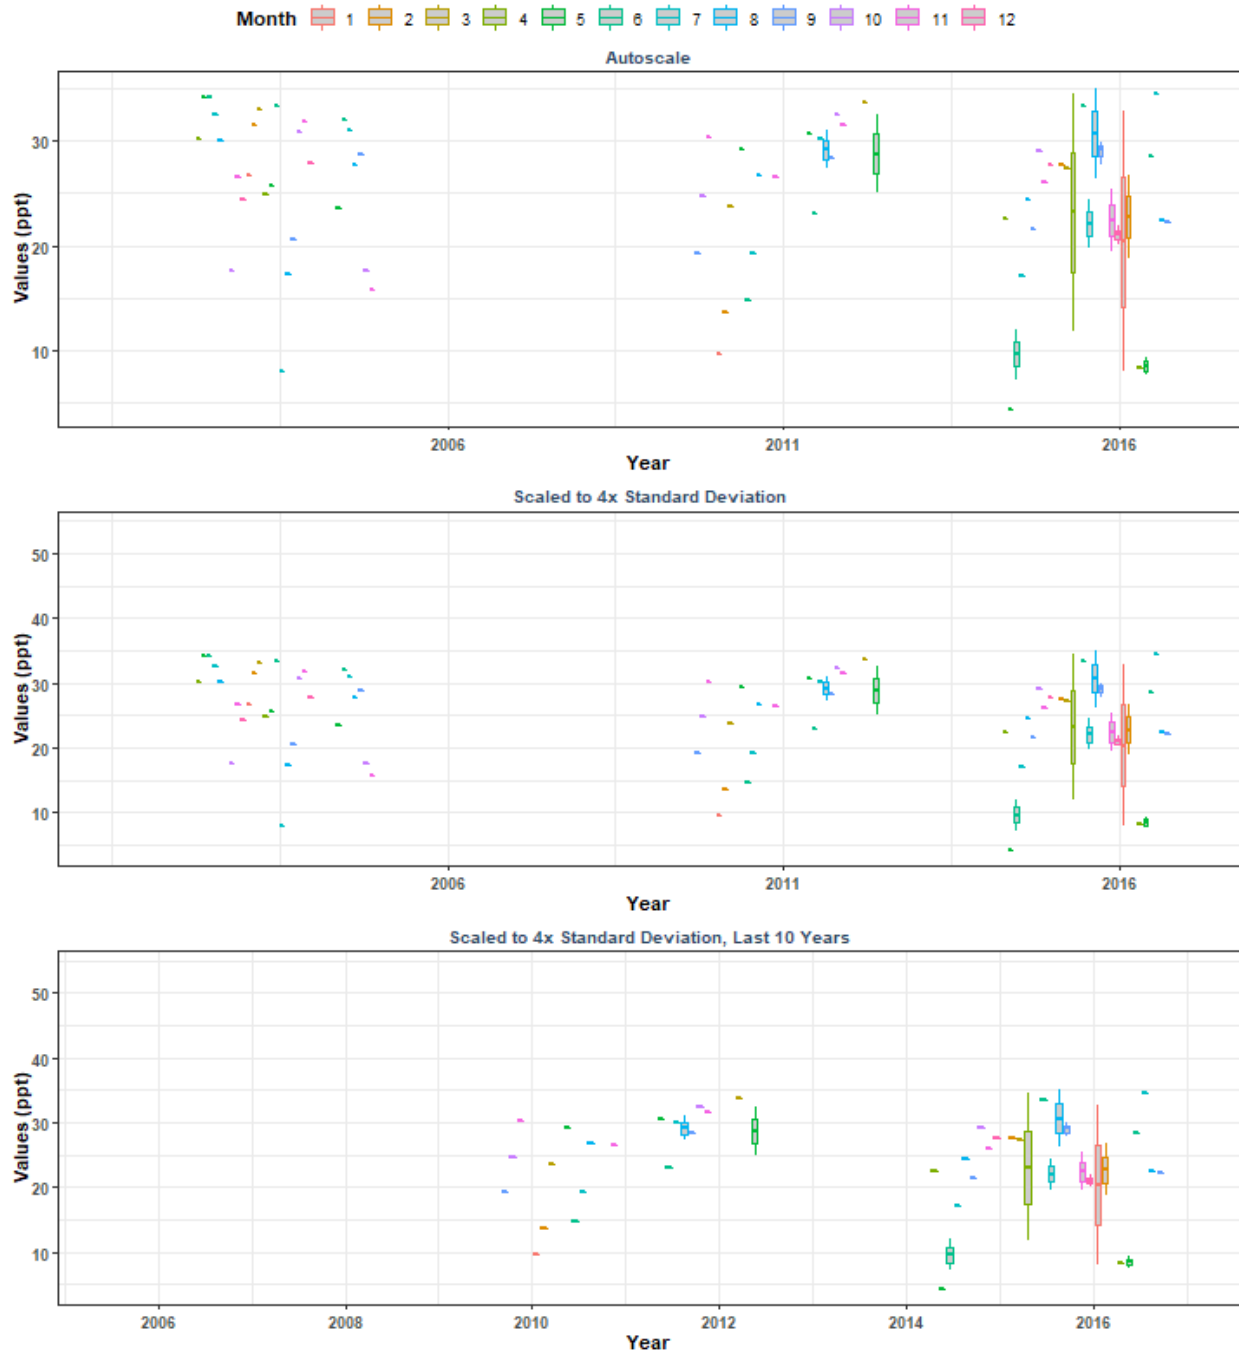 Month 1 2 3 4 5 6 7 8 9 10 11 12
Autoscale
30
20
10
Values (ppt)
2006 2011 2016
Year
Scaled to 4x Standard Deviation
50
40
30
20
10
Values (ppt)
2006 2011 2016
Year
Scaled to 4x Standard Deviation, Last 10 Years
50
40
30
20
10
Values (ppt)
2006 2008 2010 2012 2014 2016
Year